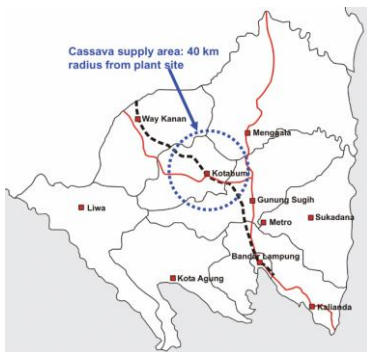 Cassava supply area: 40 km
radius from plant site
Way Kanan
Menggala
Kotabumi
Gunung Sugih
Liwa
Metro
Sukadana
Bandar Lampung
Kota Agung
Kalianda